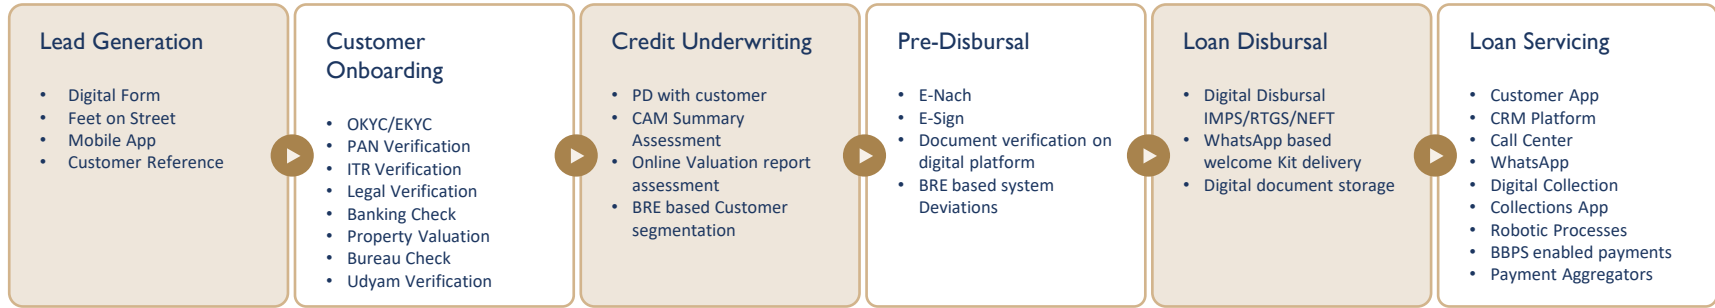 Lead Generation
• Digital Form
• Feet on Street
• Mobile App
• Customer Reference
Customer
Onboarding
• OKYC/EKYC
• PAN Verification
• ITR Verification
• Legal Verification
• Banking Check
• Property Valuation
• Bureau Check
• Udyam Verification
Credit Underwriting
• PD with customer
• CAM Summary
Assessment
• Online Valuation report
assessment
• BRE based Customer
segmentation
Pre-Disbursal
• E-Nach
• E-Sign
• Document verification on
digital platform
• BRE based system
Deviations
Loan Disbursal
• Digital Disbursal
IMPS/RTGS/NEFT
• WhatsApp based
welcome Kit delivery
• Digital document storage
Loan Servicing
• Customer App
• CRM Platform
• Call Center
• WhatsApp
• Digital Collection
• Collections App
• Robotic Processes
• BBPS enabled payments
• Payment Aggregators